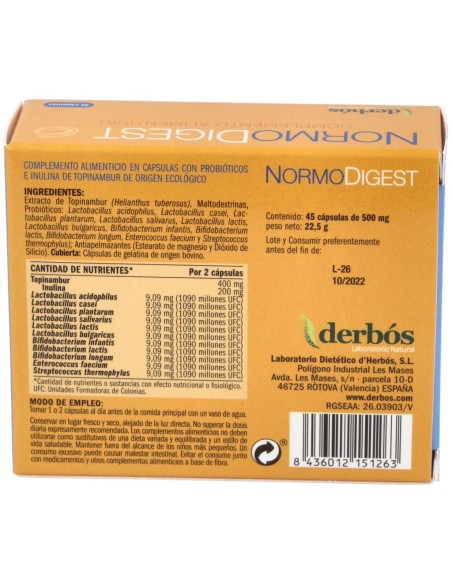 45 cápsulas
NORMODIGEST
COMPLEMENTO ALIMENTICIO
derbós
COMPLEMENTO ALIMENTICIO EN CAPSULAS CON PROBIÓTICOS
E INULINA DE TOPINAMBUR DE ORIGEN ECOLÓGICO
INGREDIENTES:
Extracto de Topinambur (Helianthus tuberosus), Maltodextrinas,
Probióticos: Lactobacillus acidophilus, Lactobacillus casei, Lac-
tobacillus plantarum, Lactobacillus salivarius, Lactobacillus lactis,
Lactobacillus bulgaricus, Bifidobacterium infantis, Bifidobacterium
lactis, Bifidobacterium longum, Enterococcus faecium y Streptococcus
thermophylus); Antiapelmazantes (Estearato de magnesio y Dióxido de
Silicio). Cubierta: Cápsulas de gelatina de origen bovino.
CANTIDAD DE NUTRIENTES* Por 2 cápsulas
Topinambur 400 mg
Inulina 200 mg
Lactobacillus acidophilus 9,09 mg (1090 millones UFC)
Lactobacillus casei 9,09 mg (1090 millones UFC)
Lactobacillus plantarum 9,09 mg (1090 millones UFC)
Lactobacillus salivarius 9,09 mg (1090 millones UFC)
Lactobacillus lactis 9,09 mg (1090 millones UFC)
Lactobacillus bulgaricus 9,09 mg (1090 millones UFC)
Bifidobacterium infantis 9,09 mg (1090 millones UFC)
Bifidobacterium lactis 9,09 mg (1090 millones UFC)
Bifidobacterium longum 9,09 mg (1090 millones UFC)
Enterococcus faecium 9,09 mg (1090 millones UFC)
Streptococcus thermophylus 9,09 mg (1090 millones UFC)
*Cantidad de nutrientes o sustancias con efecto nutricional o fisiológico.
UFC: Unidades Formadoras de Colonias.
MODO DE EMPLEO:
Tomar 1 o 2 cápsulas al día antes de la comida principal con un vaso de agua.
Conservar en lugar fresco y seco, alejado de la luz directa. No superar la dosis
diaria expresamente recomendada. Los complementos alimenticios no deben
utilizarse como sustitutivos de una dieta variada y equilibrada y un estilo de
vida saludable. Mantener fuera del alcance de los niños más pequeños. Un
consumo excesivo puede causar malestar intestinal. Evitar el consumo junto
con medicamentos y otros complementos alimenticios a base de fibra.
NORMODIGEST
Contenido: 45 cápsulas de 500 mg
peso neto: 22,5 g
Lote y Consumir preferentemente
antes del fin de:
L-26
10/2022
derbós
Laboratorio Natural
Laboratorio Dietético d'Herbós, S.L.
Polígono Industrial Les Mases
Avda. Les Mases, s/n - parcela 10-D
46725 ROTOVA (Valencia) ESPAÑA
www.derbos.com
RGSEAA: 26.03903/V
8 436012 151263